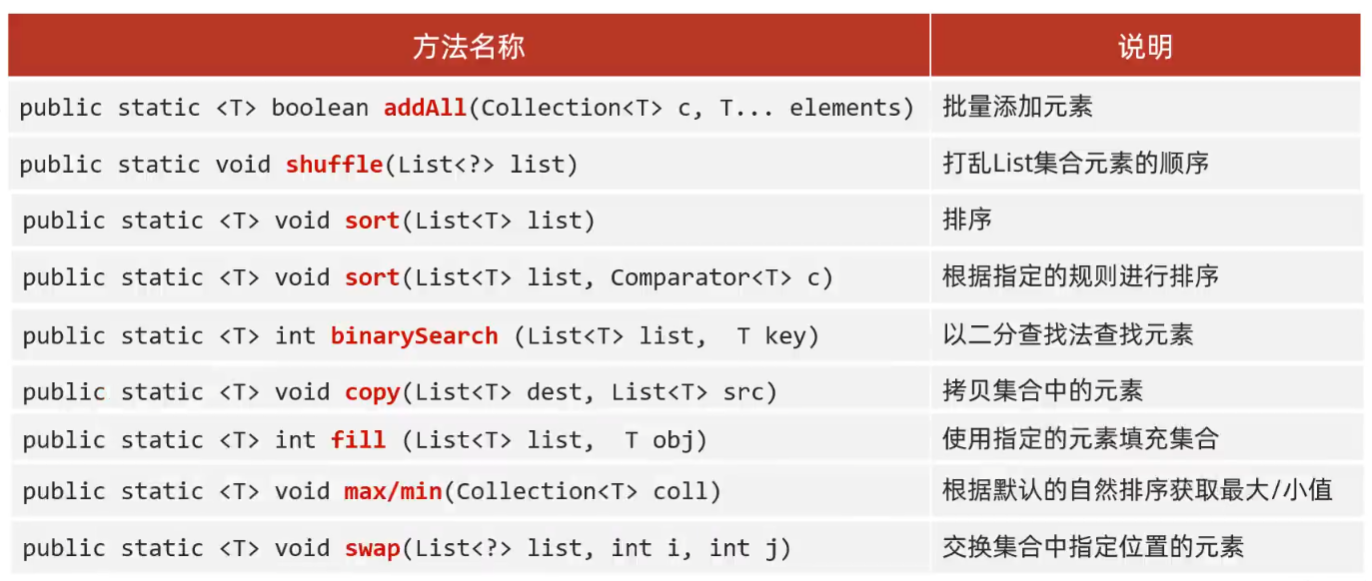 方法名称 说明
public static <T> boolean addAll(Collection<T> c, T... elements) 批量添加元素
public static void shuffle(List<?> list) 打乱List集合元素的顺序
public static <T> void sort(List<T> list) 排序
public static <T> void sort(List<T> list, Comparator<T> c) 根据指定的规则进行排序
public static <T> int binarySearch (List<T> list, T key) 以二分查找法查找元素
public static <T> void copy(List<T> dest, List<T> src) 拷贝集合中的元素
public static <T> int fill (List<T> list, T obj) 使用指定的元素填充集合
public static <T> void max/min(Collection<T> coll) 根据默认的自然排序获取最大/小值
public static <T> void swap(List<?> list, int i, int j) 交换集合中指定位置的元素